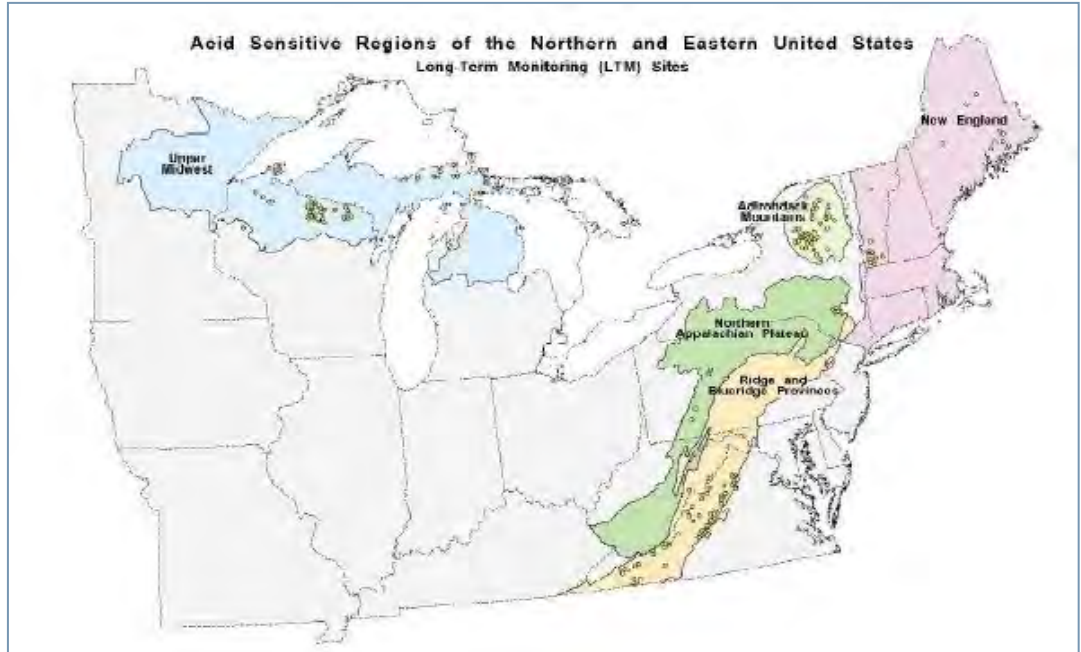 Acid Sensitive Regions of the Northern and Eastern United States
Long-Term Monitoring (LTM) Sites
New England
Upper
Midwest
Adirondack
Mountains
Northern
Appalachian Plateau
Ridge and
Blueridge Provinces